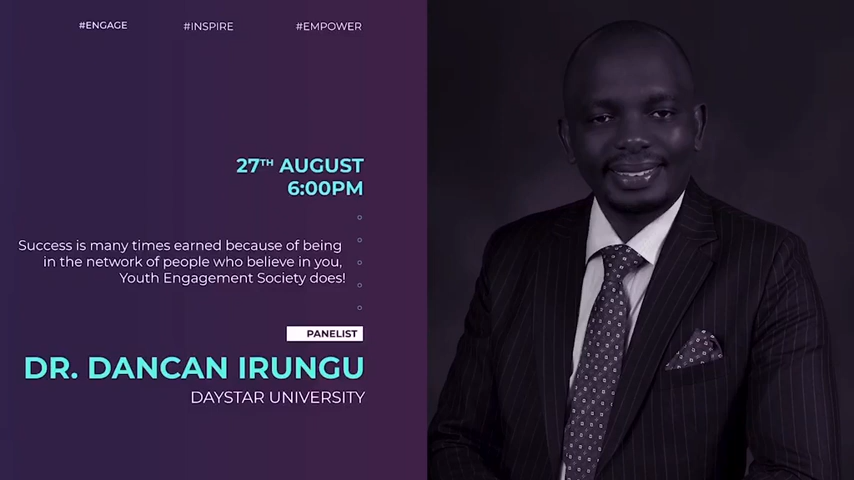 #ENGAGE #INSPIRE #EMPOWER
27TH AUGUST
6:00PM
Success is many times earned because of being
in the network of people who believe in you,
Youth Engagement Society does!
PANELIST
DR. DANCAN IRUNGU
DAYSTAR UNIVERSITY